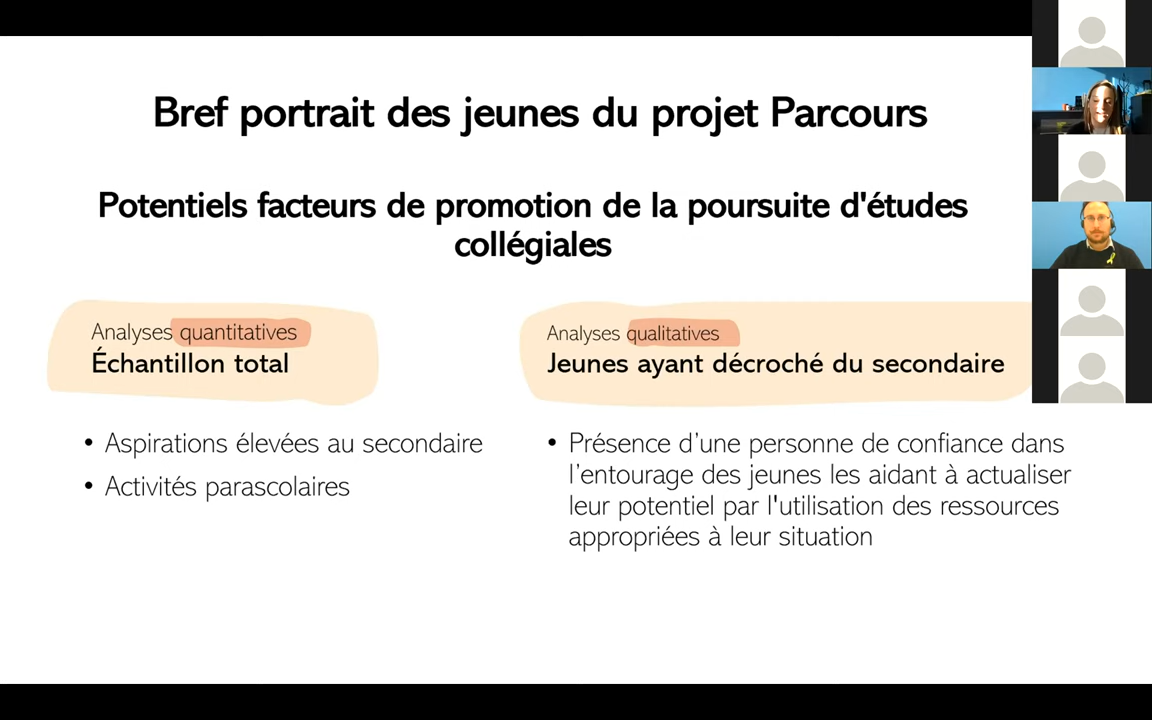 Bref portrait des jeunes du projet Parcours
Potentiels facteurs de promotion de la poursuite d'études
collégiales
Analyses quantitatives
Échantillon total
• Aspirations élevées au secondaire
• Activités parascolaires
Analyses qualitatives
Jeunes ayant décroché du secondaire
• Présence d’une personne de confiance dans
l’entourage des jeunes les aidant à actualiser
leur potentiel par l'utilisation des ressources
appropriées à leur situation